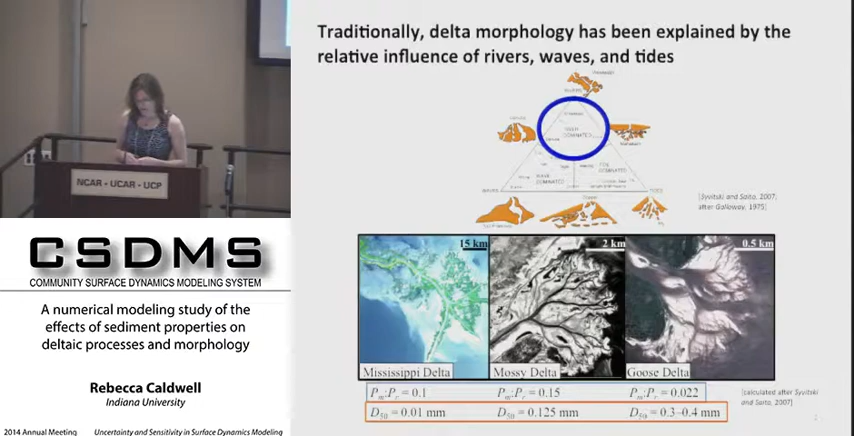 Traditionally, delta morphology has been explained by the
relative influence of rivers, waves, and tides
[Syvitski and Saito, 2007;
after Galloway, 1975]
15 km
2 km
0.5 km
Mississippi Delta
Mossy Delta
Goose Delta
Pm:Pr = 0.1
Pm:Pr = 0.15
Pm:Pr = 0.022
[calculated after Syvitski
and Saito, 2007]
D50 = 0.01 mm
D50 = 0.125 mm
D50 = 0.3–0.4 mm
NCAR • UCAR • UCP
CSDMS
COMMUNITY SURFACE DYNAMICS MODELING SYSTEM
A numerical modeling study of the
effects of sediment properties on
deltaic processes and morphology
Rebecca Caldwell
Indiana University
2014 Annual Meeting
Uncertainty and Sensitivity in Surface Dynamics Modeling